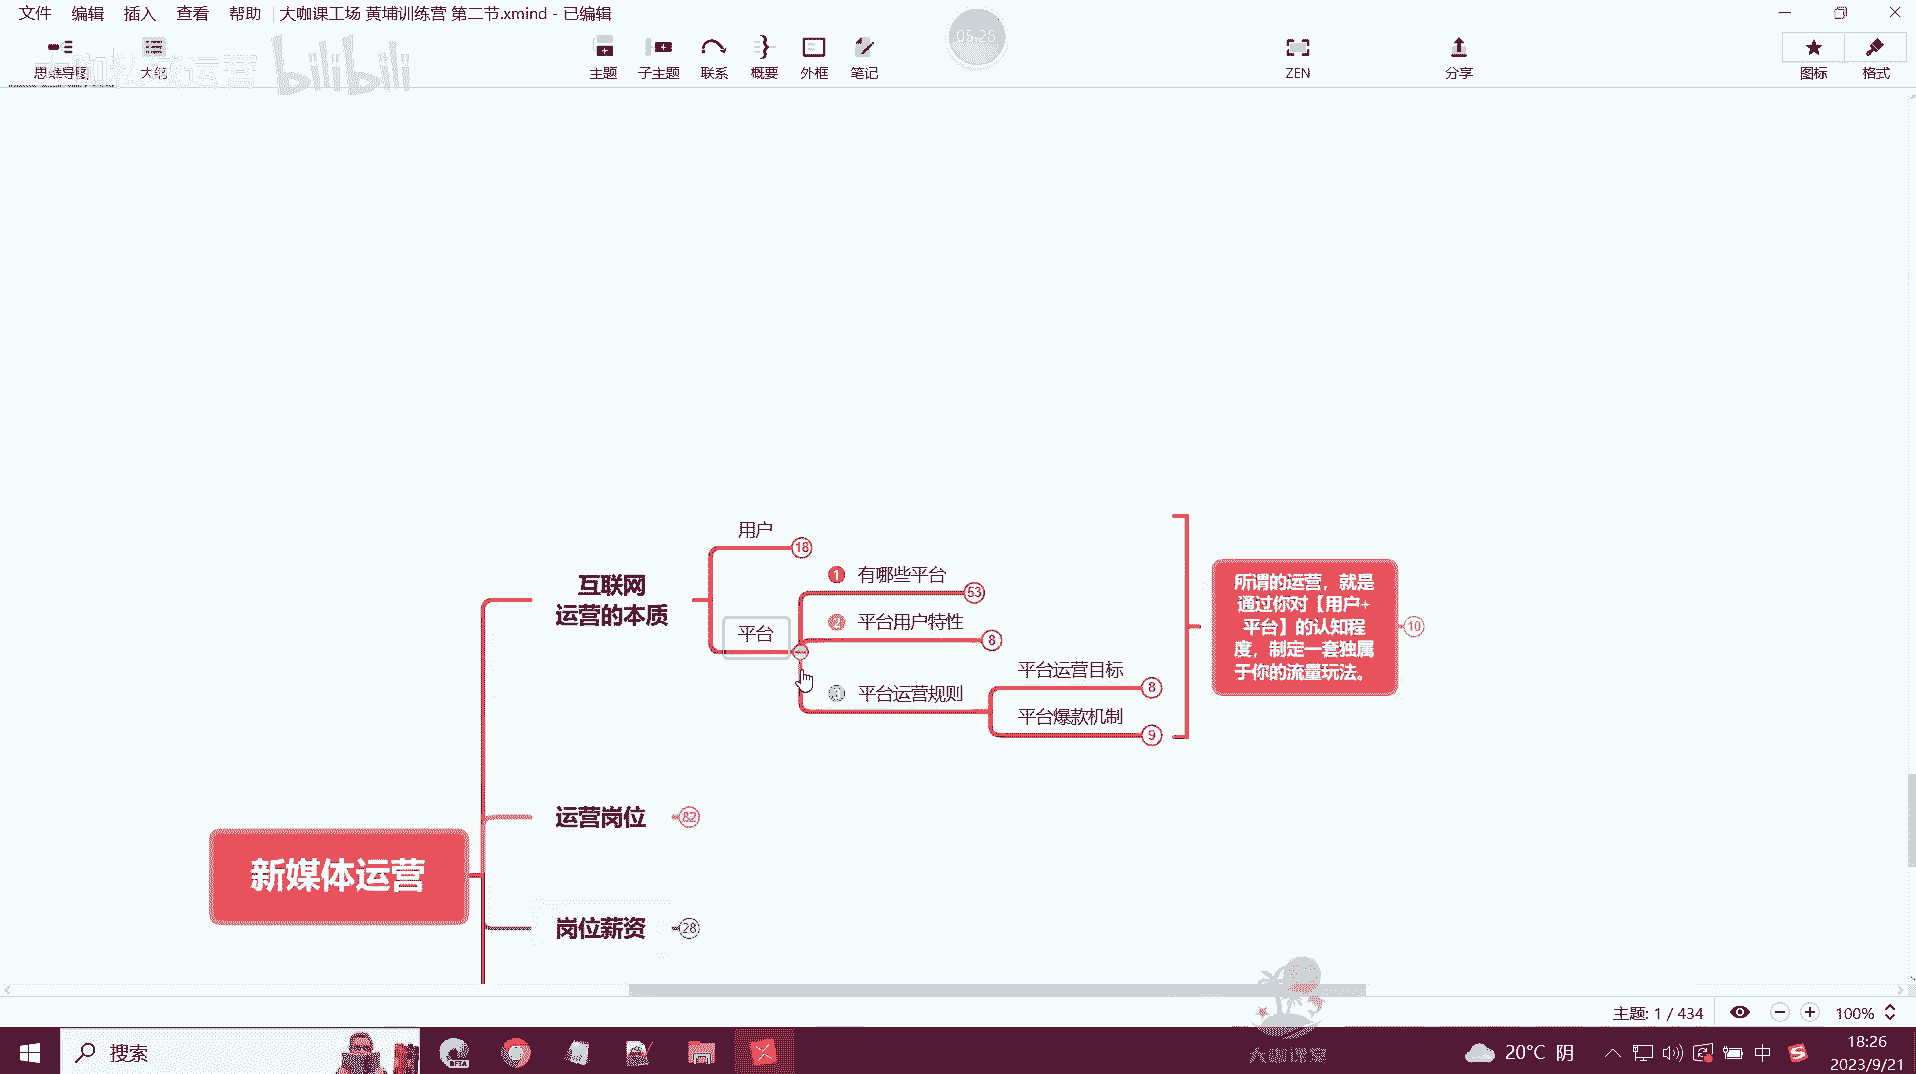 文件 编辑 插入 查看 帮助 大咖课工场 黄埔训练营 第二节.xmind - 已编辑
思维导图 大纲 主题 子主题 联系 概要 外框 笔记 05:26 ZEN 分享 图标 格式
bilibili
用户 18
1 有哪些平台 53
2 平台用户特性 8
平台
3 平台运营规则
平台运营目标 8
平台爆款机制 9
互联网
运营的本质
所谓的运营，就是
通过你对【用户+
平台】的认知程
度，制定一套独属
于你的流量玩法。
10
运营岗位 82
新媒体运营
岗位薪资 28
主题: 1 / 434 100%
大咖课堂
搜索 BETA 20°C 阴 中 18:26
2023/9/21